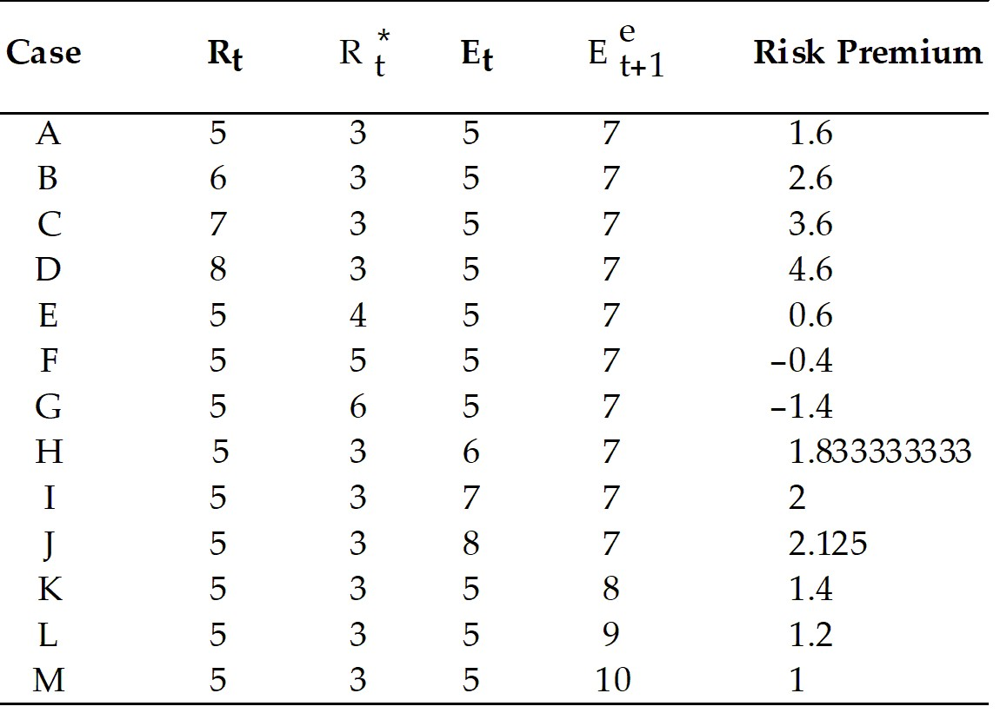 Case R_t R*_t E_t E^e_t+1 Risk Premium
A 5 3 5 7 1.6
B 6 3 5 7 2.6
C 7 3 5 7 3.6
D 8 3 5 7 4.6
E 5 4 5 7 0.6
F 5 5 5 7 –0.4
G 5 6 5 7 –1.4
H 5 3 6 7 1.833333333
I 5 3 7 7 2
J 5 3 8 7 2.125
K 5 3 5 8 1.4
L 5 3 5 9 1.2
M 5 3 5 10 1